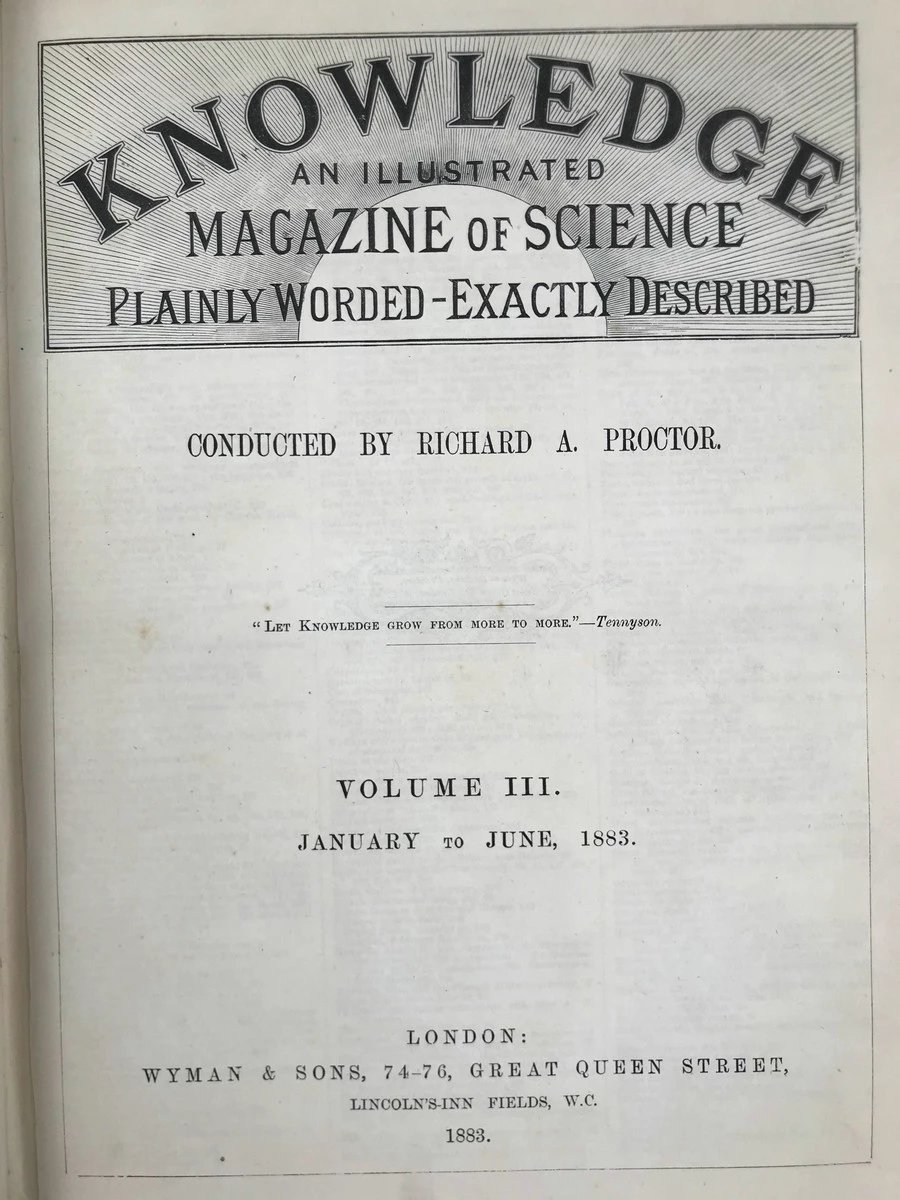 KNOWLEDGE
AN ILLUSTRATED
MAGAZINE OF SCIENCE
PLAINLY WORDED-EXACTLY DESCRIBED
CONDUCTED BY RICHARD A. PROCTOR.
"LET KNOWLEDGE GROW FROM MORE TO MORE."—Tennyson.
VOLUME III.
JANUARY TO JUNE, 1883.
LONDON:
WYMAN & SONS, 74-76, GREAT QUEEN STREET,
LINCOLN'S-INN FIELDS, W.C.
1883.